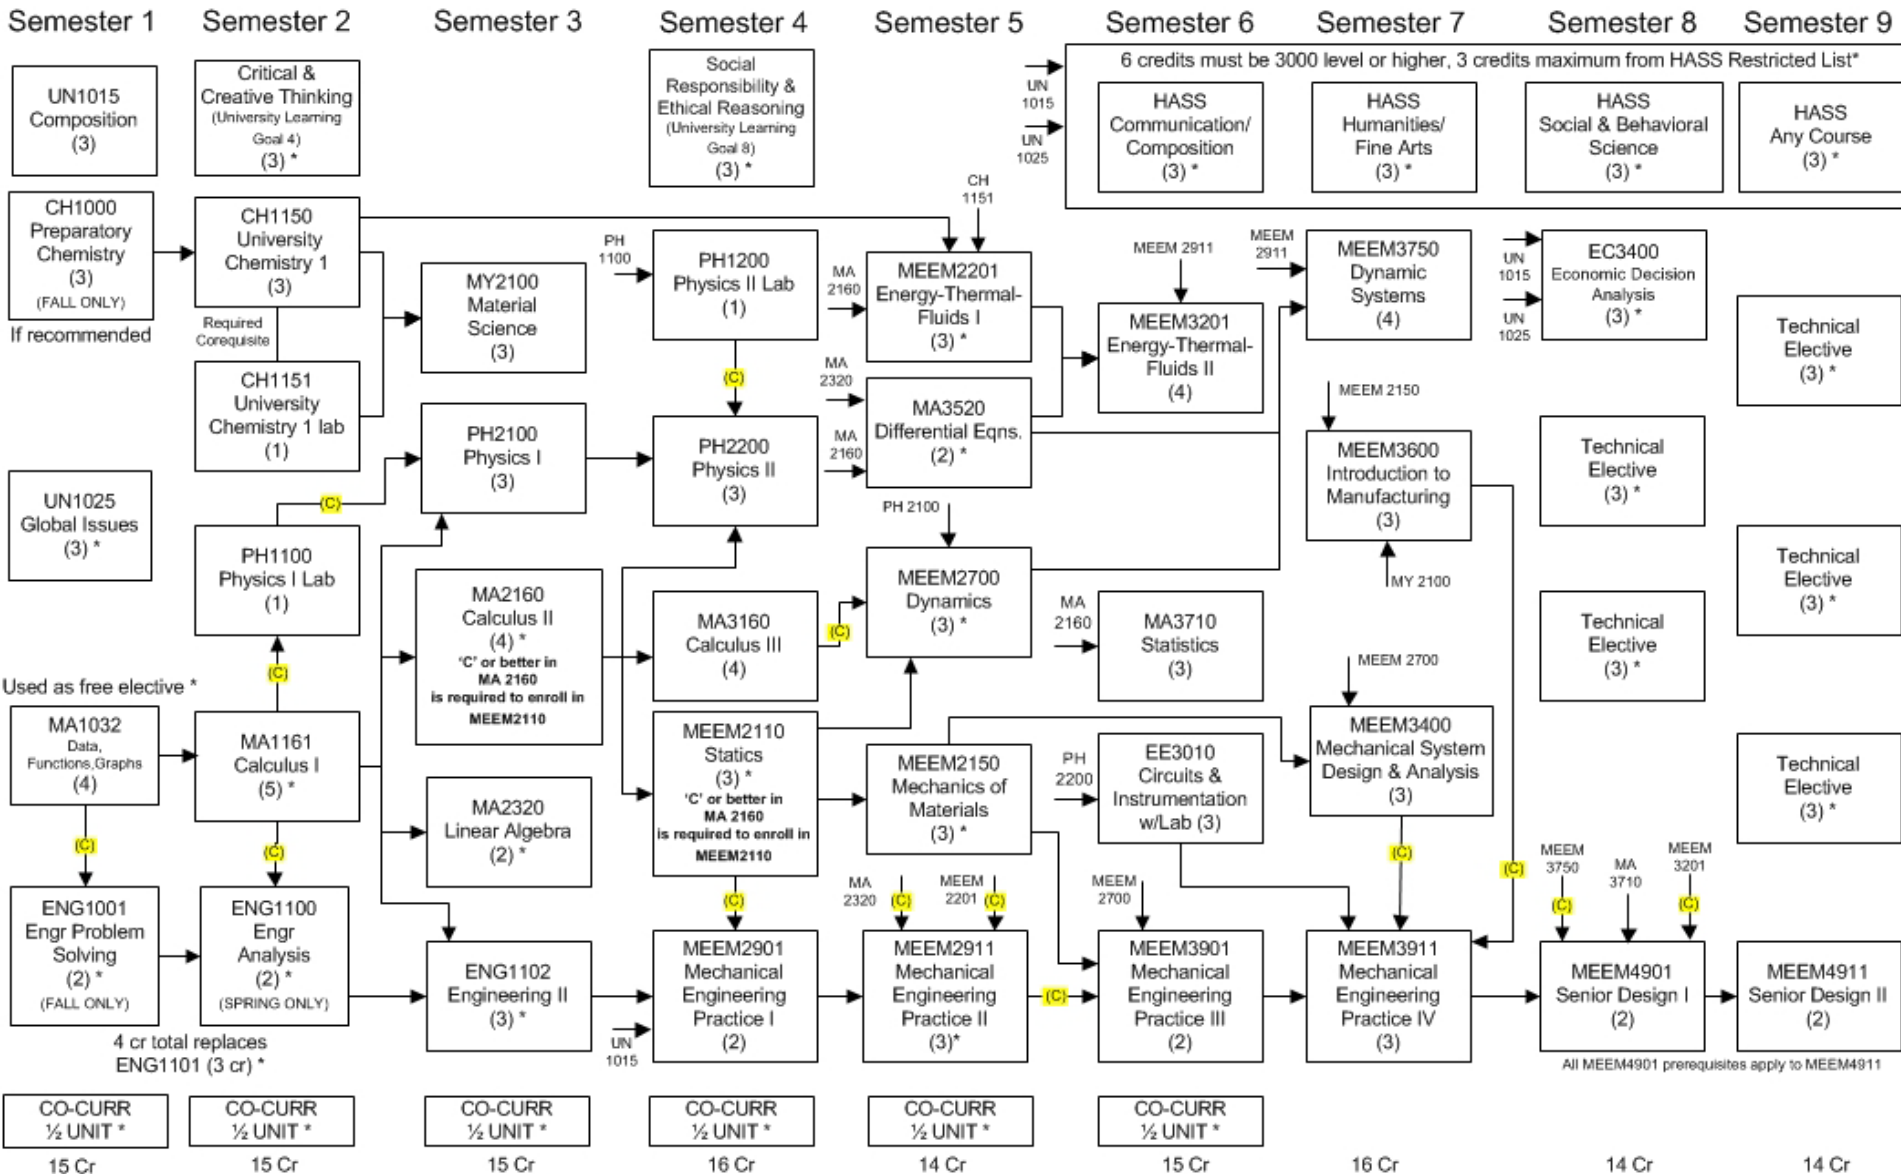 Semester 1
Semester 2
Semester 3
Semester 4
Semester 5
Semester 6
Semester 7
Semester 8
Semester 9
UN1015
Composition
(3)
CH1000
Preparatory
Chemistry
(3)
(FALL ONLY)
If recommended
UN1025
Global Issues
(3) *
Used as free elective *
MA1032
Data,
Functions,Graphs
(4)
(C)
ENG1001
Engr Problem
Solving
(2) *
(FALL ONLY)
4 cr total replaces
ENG1101 (3 cr) *
CO-CURR
½ UNIT *
15 Cr
Critical &
Creative Thinking
(University Learning
Goal 4)
(3) *
CH1150
University
Chemistry 1
(3)
Required
Corequisite
CH1151
University
Chemistry 1 lab
(1)
(C)
PH1100
Physics I Lab
(1)
(C)
MA1161
Calculus I
(5) *
(C)
ENG1100
Engr
Analysis
(2) *
(SPRING ONLY)
CO-CURR
½ UNIT *
15 Cr
MY2100
Material
Science
(3)
PH2100
Physics I
(3)
MA2160
Calculus II
(4) *
'C' or better in
MA 2160
is required to enroll in
MEEM2110
MA2320
Linear Algebra
(2) *
ENG1102
Engineering II
(3) *
CO-CURR
½ UNIT *
15 Cr
Social
Responsibility &
Ethical Reasoning
(University Learning
Goal 8)
(3) *
PH
1100
PH1200
Physics II Lab
(1)
(C)
PH2200
Physics II
(3)
MA3160
Calculus III
(4)
(C)
MEEM2110
Statics
(3) *
'C' or better in
MA 2160
is required to enroll in
MEEM2110
(C)
UN
1015
MEEM2901
Mechanical
Engineering
Practice I
(2)
CO-CURR
½ UNIT *
16 Cr
CH
1151
MA
2160
MEEM2201
Energy-Thermal-
Fluids I
(3) *
MA
2320
MA
2160
MA3520
Differential Eqns.
(2) *
PH 2100
MEEM2700
Dynamics
(3) *
MEEM2150
Mechanics of
Materials
(3) *
MA
2320
(C)
MEEM
2201
(C)
MEEM2911
Mechanical
Engineering
Practice II
(3)*
(C)
CO-CURR
½ UNIT *
14 Cr
UN
1015
UN
1025
6 credits must be 3000 level or higher, 3 credits maximum from HASS Restricted List*
HASS
Communication/
Composition
(3) *
HASS
Humanities/
Fine Arts
(3) *
HASS
Social & Behavioral
Science
(3) *
HASS
Any Course
(3) *
MEEM 2911
MEEM3201
Energy-Thermal-
Fluids II
(4)
MA
2160
MA3710
Statistics
(3)
PH
2200
EE3010
Circuits &
Instrumentation
w/Lab (3)
MEEM
2700
MEEM3901
Mechanical
Engineering
Practice III
(2)
CO-CURR
½ UNIT *
15 Cr
MEEM
2911
MEEM3750
Dynamic
Systems
(4)
MEEM 2150
MEEM3600
Introduction to
Manufacturing
(3)
MY 2100
MEEM 2700
MEEM3400
Mechanical System
Design & Analysis
(3)
(C)
(C)
MEEM3911
Mechanical
Engineering
Practice IV
(3)
16 Cr
UN
1015
UN
1025
EC3400
Economic Decision
Analysis
(3) *
Technical
Elective
(3) *
Technical
Elective
(3) *
MEEM
3750
(C)
MA
3710
MEEM
3201
(C)
MEEM4901
Senior Design I
(2)
14 Cr
Technical
Elective
(3) *
Technical
Elective
(3) *
Technical
Elective
(3) *
MEEM4911
Senior Design II
(2)
All MEEM4901 prerequisites apply to MEEM4911
14 Cr